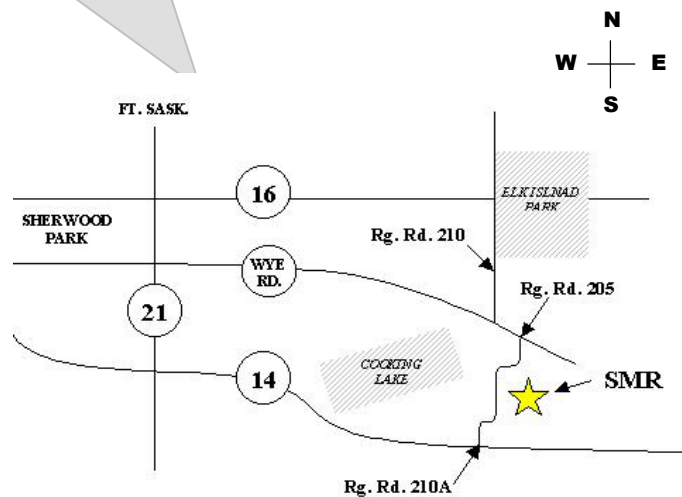 N
W E
S
FT. SASK.
16
ELK ISLNAD
PARK
SHERWOOD
PARK
Rg. Rd. 210
WYE
RD.
Rg. Rd. 205
21
COOKING
LAKE
14
SMR
Rg. Rd. 210A